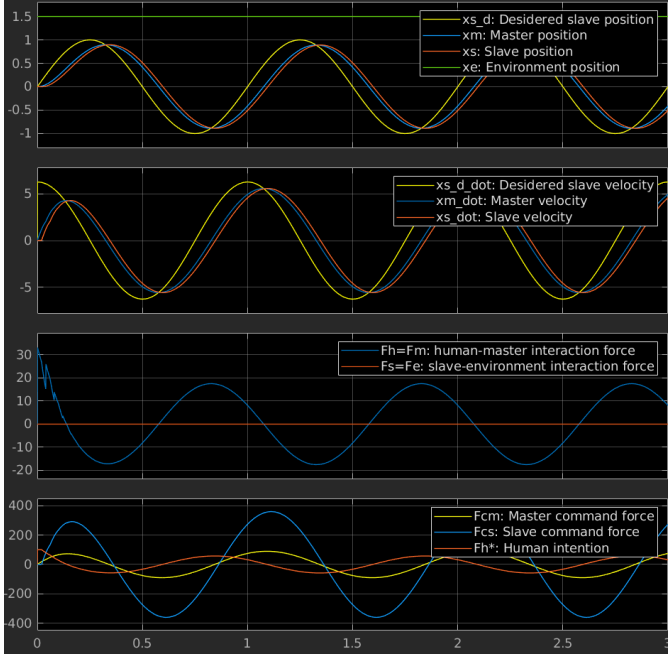 1.5
1
0.5
0
-0.5
-1
xs_d: Desidered slave position
xm: Master position
xs: Slave position
xe: Environment position
5
0
-5
xs_d_dot: Desidered slave velocity
xm_dot: Master velocity
xs_dot: Slave velocity
30
20
10
0
-10
-20
Fh=Fm: human-master interaction force
Fs=Fe: slave-environment interaction force
400
200
0
-200
-400
Fcm: Master command force
Fcs: Slave command force
Fh*: Human intention
0 0.5 1 1.5 2 2.5 3